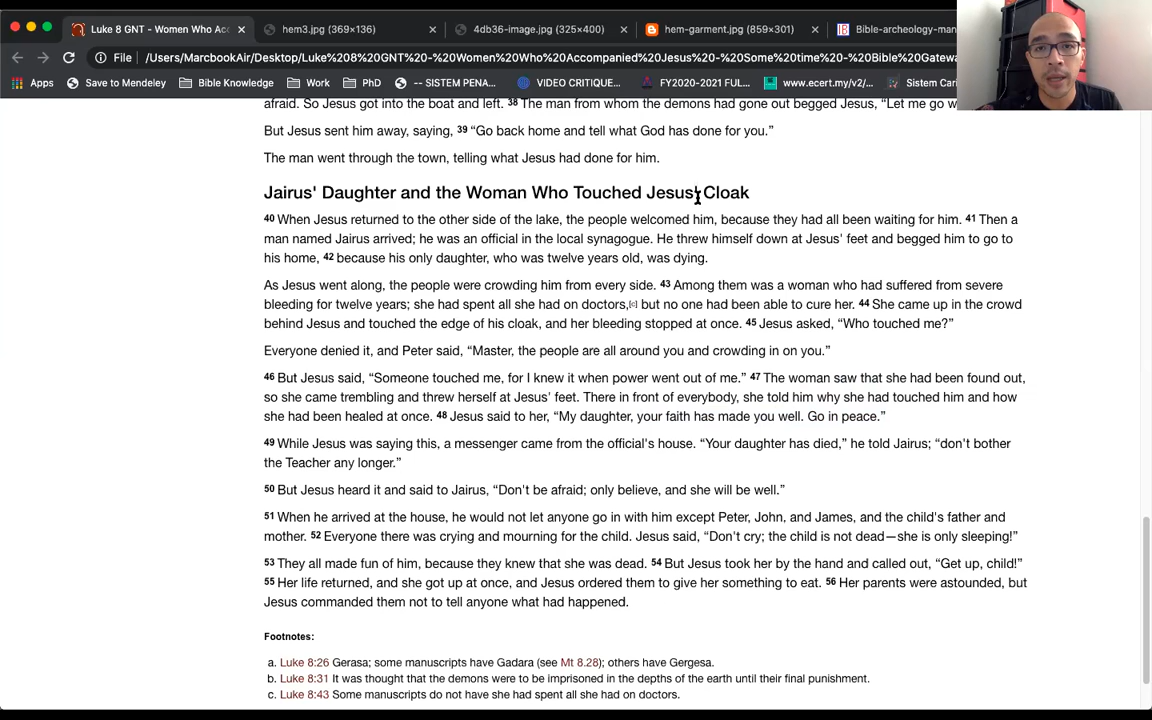 Luke 8 GNT - Women Who Acc
hem3.jpg (369×136)
4db36-image.jpg (325×400)
hem-garment.jpg (859×301)
Bible-archeology-man
File
/Users/MarcbookAir/Desktop/Luke%208%20GNT%20-%20Women%20Who%20Accompanied%20Jesus%20-%20Some%20time%20-%20Bible%20Gatewa
Apps
Save to Mendeley
Bible Knowledge
Work
PhD
-- SISTEM PENA...
VIDEO CRITIQUE...
FY2020-2021 FUL...
www.ecert.my/v2/...
Sistem Cari
afraid. So Jesus got into the boat and left. 38 The man from whom the demons had gone out begged Jesus, “Let me go w
But Jesus sent him away, saying, 39 “Go back home and tell what God has done for you.”
The man went through the town, telling what Jesus had done for him.
Jairus' Daughter and the Woman Who Touched Jesus' Cloak
40 When Jesus returned to the other side of the lake, the people welcomed him, because they had all been waiting for him. 41 Then a
man named Jairus arrived; he was an official in the local synagogue. He threw himself down at Jesus' feet and begged him to go to
his home, 42 because his only daughter, who was twelve years old, was dying.
As Jesus went along, the people were crowding him from every side. 43 Among them was a woman who had suffered from severe
bleeding for twelve years; she had spent all she had on doctors,[c] but no one had been able to cure her. 44 She came up in the crowd
behind Jesus and touched the edge of his cloak, and her bleeding stopped at once. 45 Jesus asked, “Who touched me?”
Everyone denied it, and Peter said, “Master, the people are all around you and crowding in on you.”
46 But Jesus said, “Someone touched me, for I knew it when power went out of me.” 47 The woman saw that she had been found out,
so she came trembling and threw herself at Jesus' feet. There in front of everybody, she told him why she had touched him and how
she had been healed at once. 48 Jesus said to her, “My daughter, your faith has made you well. Go in peace.”
49 While Jesus was saying this, a messenger came from the official's house. “Your daughter has died,” he told Jairus; “don't bother
the Teacher any longer.”
50 But Jesus heard it and said to Jairus, “Don't be afraid; only believe, and she will be well.”
51 When he arrived at the house, he would not let anyone go in with him except Peter, John, and James, and the child's father and
mother. 52 Everyone there was crying and mourning for the child. Jesus said, “Don't cry; the child is not dead—she is only sleeping!”
53 They all made fun of him, because they knew that she was dead. 54 But Jesus took her by the hand and called out, “Get up, child!”
55 Her life returned, and she got up at once, and Jesus ordered them to give her something to eat. 56 Her parents were astounded, but
Jesus commanded them not to tell anyone what had happened.
Footnotes:
a. Luke 8:26 Gerasa; some manuscripts have Gadara (see Mt 8.28); others have Gergesa.
b. Luke 8:31 It was thought that the demons were to be imprisoned in the depths of the earth until their final punishment.
c. Luke 8:43 Some manuscripts do not have she had spent all she had on doctors.